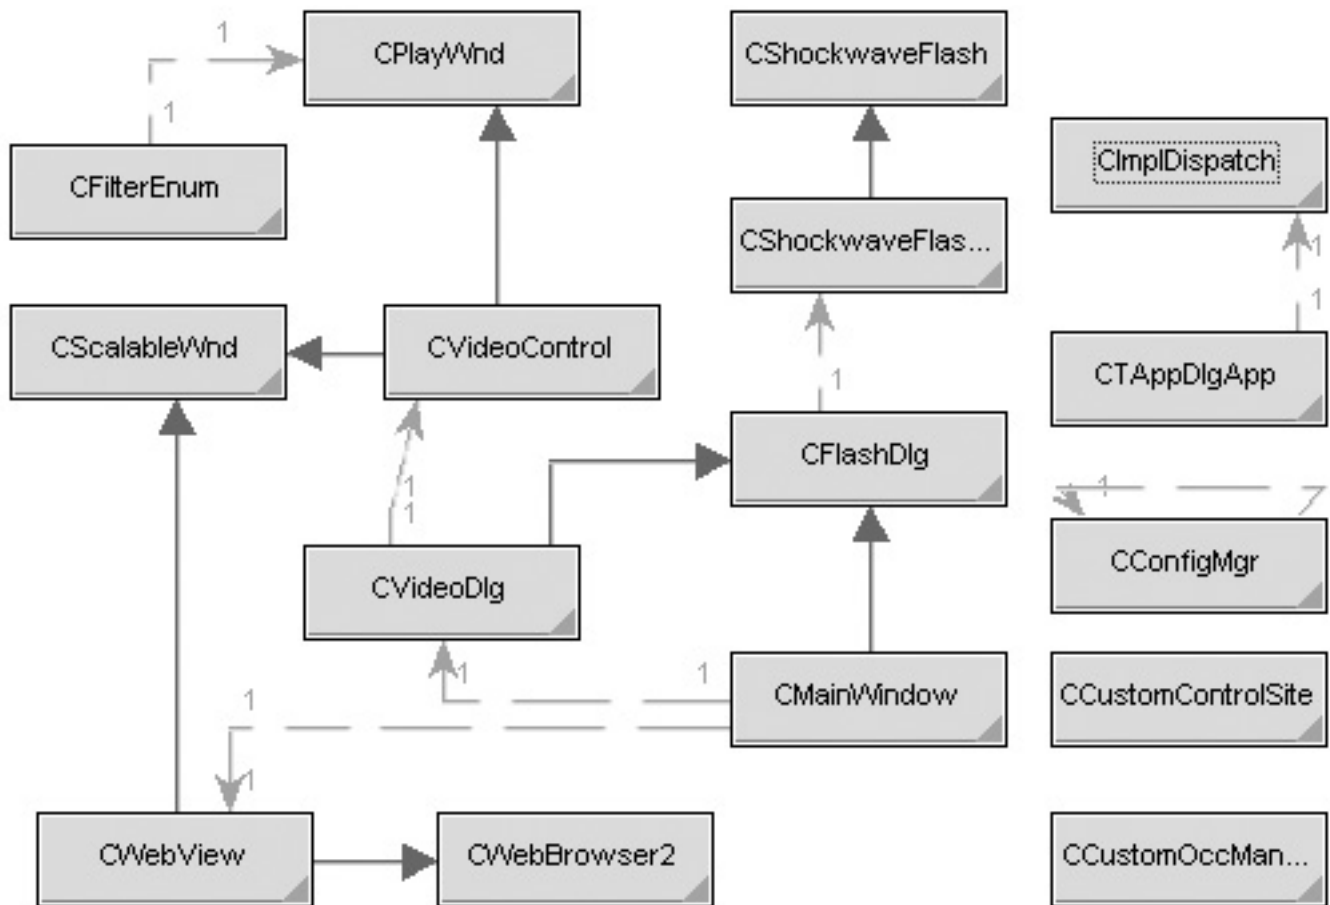 1
CPlayWnd
CShockwaveFlash
1
CImplDispatch
CFilterEnum
CShockwaveFlas...
1
1
CScalableWnd
CVideoControl
CTAppDlgApp
1
CFlashDlg
1
1
1
1
CVideoDlg
CConfigMgr
1
1
1
CMainWindow
CCustomControlSite
1
CWebView
CWebBrowser2
CCustomOccMan...